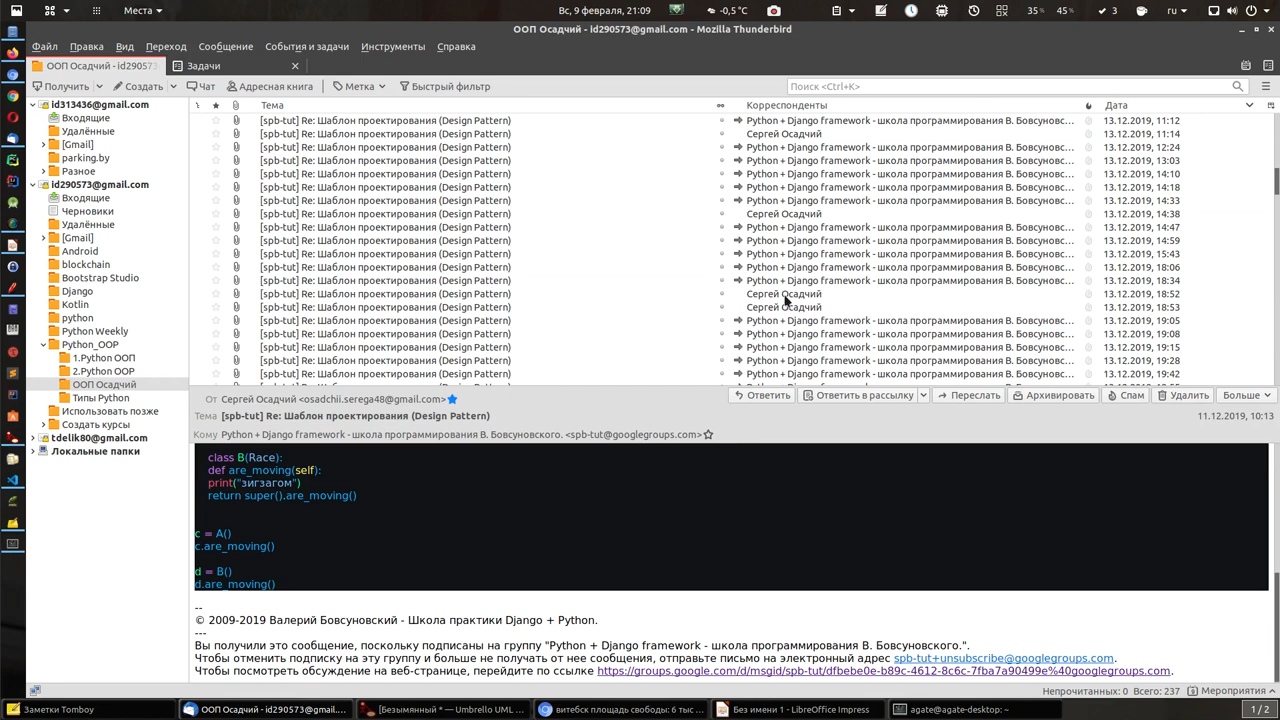 Места
Вс, 9 февраля, 21:09
-0,5 °C
35 %
45 %
3
ru
ООП Осадчий - id290573@gmail.com - Mozilla Thunderbird
Файл Правка Вид Переход Сообщение События и задачи Инструменты Справка
ООП Осадчий - id290573
Задачи
Получить Создать Чат Адресная книга Метка Быстрый фильтр
Поиск <Ctrl+K>
id313436@gmail.com
Входящие
Удалённые
[Gmail]
parking.by
Разное
id290573@gmail.com
Входящие
Черновики
Удалённые
[Gmail]
Android
blockchain
Bootstrap Studio
Django
Kotlin
python
Python Weekly
Python_OOP
1.Python ООП
2.Python ООР
ООП Осадчий
Типы Python
Использовать позже
Создать курсы
tdelik80@gmail.com
Локальные папки
Тема Корреспонденты Дата
[spb-tut] Re: Шаблон проектирования (Design Pattern) Python + Django framework - школа программирования В. Бовсуновс... 13.12.2019, 11:12
[spb-tut] Re: Шаблон проектирования (Design Pattern) Сергей Осадчий 13.12.2019, 11:14
[spb-tut] Re: Шаблон проектирования (Design Pattern) Python + Django framework - школа программирования В. Бовсуновс... 13.12.2019, 12:24
[spb-tut] Re: Шаблон проектирования (Design Pattern) Python + Django framework - школа программирования В. Бовсуновс... 13.12.2019, 13:03
[spb-tut] Re: Шаблон проектирования (Design Pattern) Python + Django framework - школа программирования В. Бовсуновс... 13.12.2019, 14:10
[spb-tut] Re: Шаблон проектирования (Design Pattern) Python + Django framework - школа программирования В. Бовсуновс... 13.12.2019, 14:18
[spb-tut] Re: Шаблон проектирования (Design Pattern) Python + Django framework - школа программирования В. Бовсуновс... 13.12.2019, 14:33
[spb-tut] Re: Шаблон проектирования (Design Pattern) Сергей Осадчий 13.12.2019, 14:38
[spb-tut] Re: Шаблон проектирования (Design Pattern) Python + Django framework - школа программирования В. Бовсуновс... 13.12.2019, 14:47
[spb-tut] Re: Шаблон проектирования (Design Pattern) Python + Django framework - школа программирования В. Бовсуновс... 13.12.2019, 14:59
[spb-tut] Re: Шаблон проектирования (Design Pattern) Python + Django framework - школа программирования В. Бовсуновс... 13.12.2019, 15:43
[spb-tut] Re: Шаблон проектирования (Design Pattern) Python + Django framework - школа программирования В. Бовсуновс... 13.12.2019, 18:06
[spb-tut] Re: Шаблон проектирования (Design Pattern) Python + Django framework - школа программирования В. Бовсуновс... 13.12.2019, 18:34
[spb-tut] Re: Шаблон проектирования (Design Pattern) Сергей Осадчий 13.12.2019, 18:52
[spb-tut] Re: Шаблон проектирования (Design Pattern) Сергей Осадчий 13.12.2019, 18:53
[spb-tut] Re: Шаблон проектирования (Design Pattern) Python + Django framework - школа программирования В. Бовсуновс... 13.12.2019, 19:05
[spb-tut] Re: Шаблон проектирования (Design Pattern) Python + Django framework - школа программирования В. Бовсуновс... 13.12.2019, 19:08
[spb-tut] Re: Шаблон проектирования (Design Pattern) Python + Django framework - школа программирования В. Бовсуновс... 13.12.2019, 19:15
[spb-tut] Re: Шаблон проектирования (Design Pattern) Python + Django framework - школа программирования В. Бовсуновс... 13.12.2019, 19:28
[spb-tut] Re: Шаблон проектирования (Design Pattern) Python + Django framework - школа программирования В. Бовсуновс... 13.12.2019, 19:42
От Сергей Осадчий <osadchii.serega48@gmail.com>
Ответить Ответить в рассылку Переслать Архивировать Спам Удалить Больше
Тема [spb-tut] Re: Шаблон проектирования (Design Pattern) 11.12.2019, 10:13
Кому Python + Django framework - школа программирования В. Бовсуновского. <spb-tut@googlegroups.com>
class B(Race):
def are_moving(self):
print("зигзагом")
return super().are_moving()
c = A()
c.are_moving()
d = B()
d.are_moving()
--
© 2009-2019 Валерий Бовсуновский - Школа практики Django + Python.
---
Вы получили это сообщение, поскольку подписаны на группу "Python + Django framework - школа программирования В. Бовсуновского.".
Чтобы отменить подписку на эту группу и больше не получать от нее сообщения, отправьте письмо на электронный адрес spb-tut+unsubscribe@googlegroups.com.
Чтобы посмотреть обсуждение на веб-странице, перейдите по ссылке https://groups.google.com/d/msgid/spb-tut/dfbebe0e-b89c-4612-8c6c-7fba7a90499e%40googlegroups.com.
Непрочитанных: 0 Всего: 237 Мероприятия
Заметки Tomboy
ООП Осадчий - id290573@gmail....
[Безымянный * — Umbrello UML ...
витебск площадь свободы: 6 тыс ...
Без имени 1 - LibreOffice Impress
agate@agate-desktop: ~
1 / 2